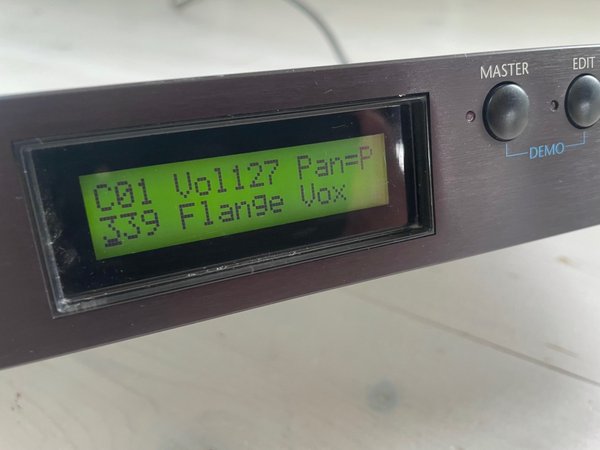 MASTER EDIT
DEMO
C01 Vol127 Pan=P
339 Flange Vox